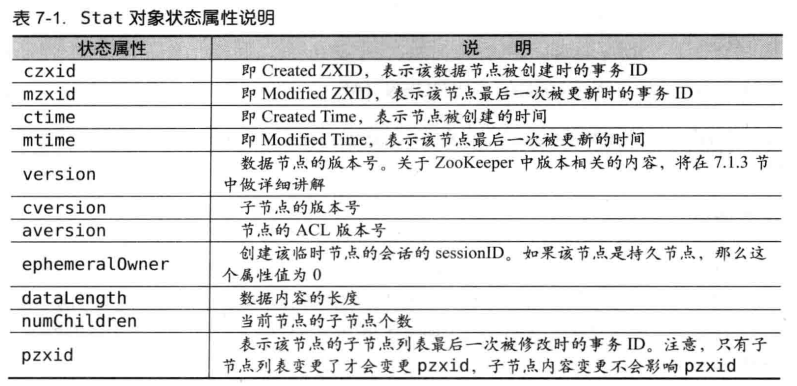 表 7-1. Stat 对象状态属性说明
状态属性 说 明
czxid 即 Created ZXID，表示该数据节点被创建时的事务 ID
mzxid 即 Modified ZXID，表示该节点最后一次被更新时的事务 ID
ctime 即 Created Time，表示节点被创建的时间
mtime 即 Modified Time，表示该节点最后一次被更新的时间
version 数据节点的版本号。关于 ZooKeeper 中版本相关的内容，将在 7.1.3 节
中做详细讲解
cversion 子节点的版本号
aversion 节点的 ACL 版本号
ephemeralOwner 创建该临时节点的会话的 sessionID。如果该节点是持久节点，那么这
个属性值为 0
dataLength 数据内容的长度
numChildren 当前节点的子节点个数
pzxid 表示该节点的子节点列表最后一次被修改时的事务 ID。注意，只有子
节点列表变更了才会变更 pzxid，子节点内容变更不会影响 pzxid